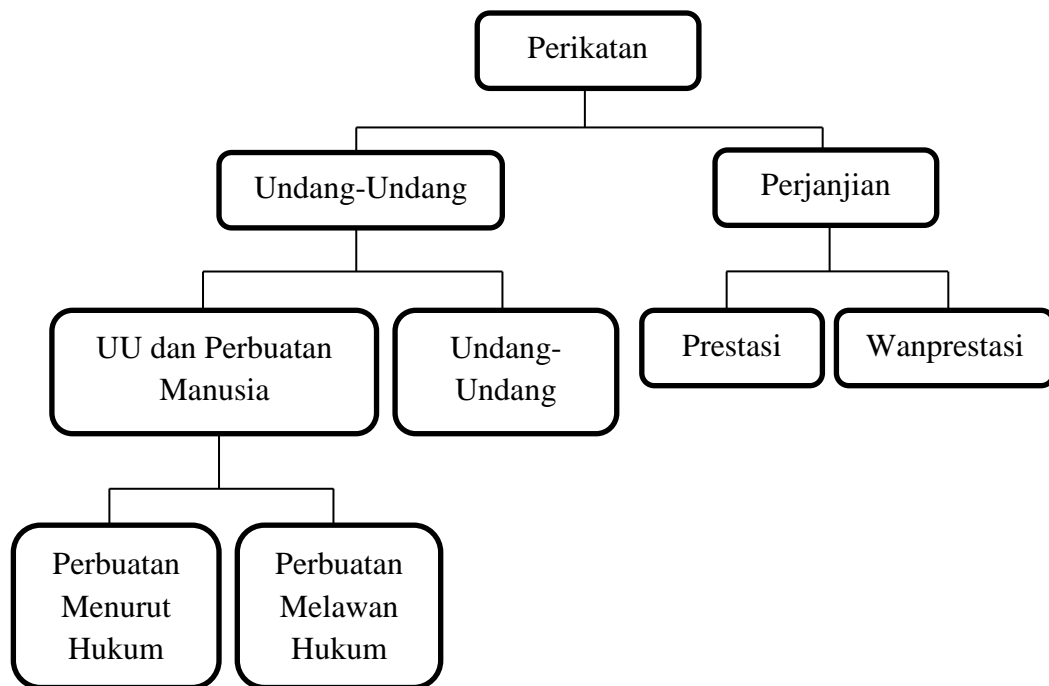 Perikatan
Undang-Undang
Perjanjian
UU dan Perbuatan
Manusia
Undang-
Undang
Prestasi
Wanprestasi
Perbuatan
Menurut
Hukum
Perbuatan
Melawan
Hukum